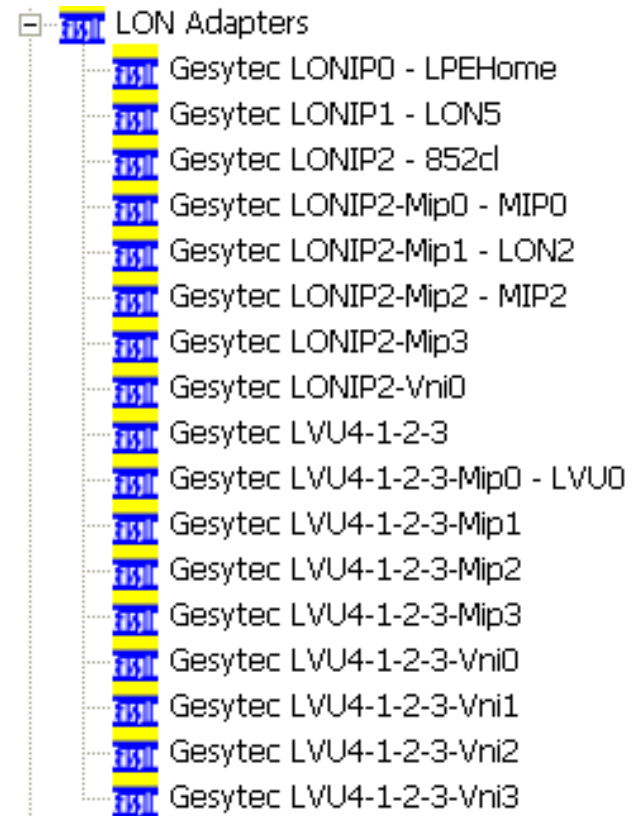 LON Adapters
Gesytec LONIP0 - LPEHome
Gesytec LONIP1 - LON5
Gesytec LONIP2 - 852cl
Gesytec LONIP2-Mip0 - MIP0
Gesytec LONIP2-Mip1 - LON2
Gesytec LONIP2-Mip2 - MIP2
Gesytec LONIP2-Mip3
Gesytec LONIP2-Vni0
Gesytec LVU4-1-2-3
Gesytec LVU4-1-2-3-Mip0 - LVU0
Gesytec LVU4-1-2-3-Mip1
Gesytec LVU4-1-2-3-Mip2
Gesytec LVU4-1-2-3-Mip3
Gesytec LVU4-1-2-3-Vni0
Gesytec LVU4-1-2-3-Vni1
Gesytec LVU4-1-2-3-Vni2
Gesytec LVU4-1-2-3-Vni3